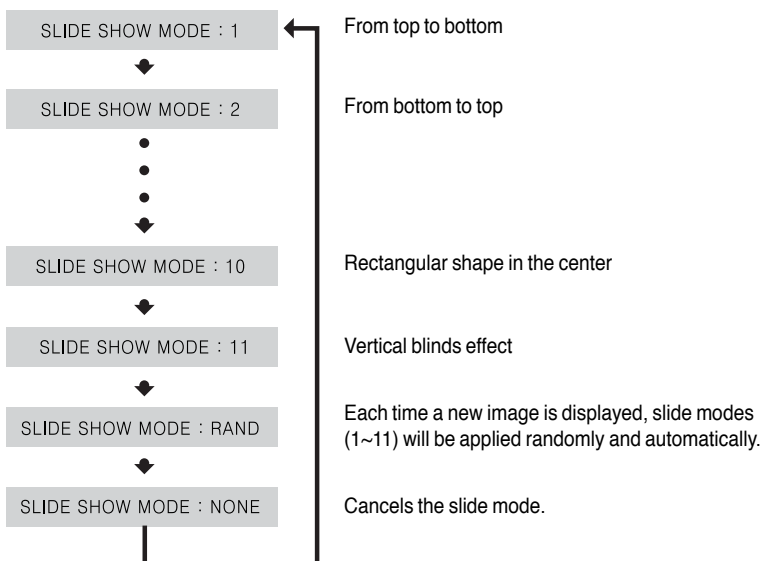 SLIDE SHOW MODE : 1
From top to bottom
SLIDE SHOW MODE : 2
From bottom to top
SLIDE SHOW MODE : 10
Rectangular shape in the center
SLIDE SHOW MODE : 11
Vertical blinds effect
SLIDE SHOW MODE : RAND
Each time a new image is displayed, slide modes
(1~11) will be applied randomly and automatically.
SLIDE SHOW MODE : NONE
Cancels the slide mode.